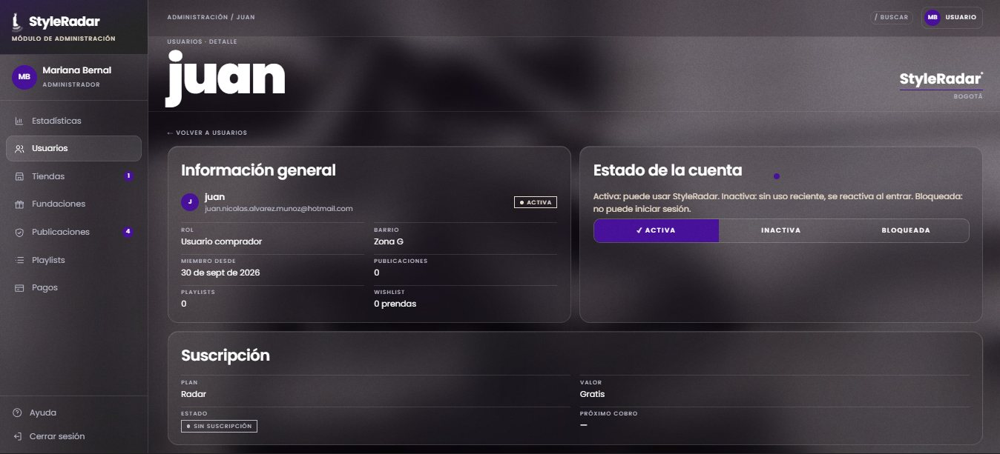 StyleRadar
MÓDULO DE ADMINISTRACIÓN
MB
Mariana Bernal
ADMINISTRADOR
Estadísticas
Usuarios
Tiendas 1
Fundaciones
Publicaciones 4
Playlists
Pagos
Ayuda
Cerrar sesión
ADMINISTRACIÓN / JUAN
/ BUSCAR
MB USUARIO
USUARIOS · DETALLE
juan
StyleRadar
BOGOTÁ
← VOLVER A USUARIOS
Información general
J
juan
juan.nicolas.alvarez.munoz@hotmail.com
ACTIVA
ROL
Usuario comprador
BARRIO
Zona G
MIEMBRO DESDE
30 de sept de 2026
PUBLICACIONES
0
PLAYLISTS
0
WISHLIST
0 prendas
Estado de la cuenta
Activa: puede usar StyleRadar. Inactiva: sin uso reciente, se reactiva al entrar. Bloqueada:
no puede iniciar sesión.
✓ ACTIVA
INACTIVA
BLOQUEADA
Suscripción
PLAN
Radar
VALOR
Gratis
ESTADO
SIN SUSCRIPCIÓN
PRÓXIMO COBRO
—